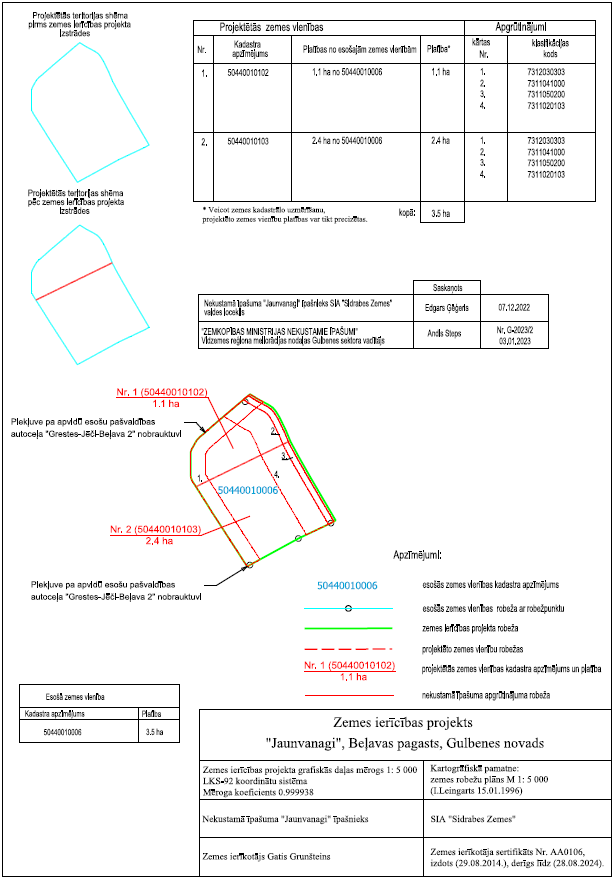 Projektētās teritorijas shēma
pirms zemes ierīcības projekta
izstrādes
Projektētās zemes vienības
Apgrūtinājumi
Nr.
Kadastra
apzīmējums
Platības no esošajām zemes vienībām
Platība*
kārtas
Nr.
klasifikācijas
kods
1. 50440010102 1,1 ha no 50440010006 1,1 ha 1. 7312030303
2. 7311041000
3. 7311050200
4. 7311020103
2. 50440010103 2.4 ha no 50440010006 2,4 ha 1. 7312030303
2. 7311041000
3. 7311050200
4. 7311020103
* Veicot zemes kadastrālo uzmērīšanu,
projektēto zemes vienību platības var tikt precizētas.
kopā: 3.5 ha
Projektētās teritorijas shēma
pēc zemes ierīcības projekta
izstrādes
Saskaņots
Nekustamā īpašuma "Jaunvanagi" īpašnieks SIA "Sidrabes Zemes"
valdes loceklis
Edgars Ģēģeris
07.12.2022
"ZEMKOPĪBAS MINISTRIJAS NEKUSTAMIE ĪPAŠUMI"
Vidzemes reģiona meliorācijas nodaļas Gulbenes sektora vadītājs
Andis Steps
Nr. G-2023/2
03.01.2023
Nr. 1 (50440010102)
1.1 ha
Piekļuve pa apvidū esošu pašvaldības
autoceļa "Grestes-Jēči-Beļava 2" nobrauktuvi
2.
3.
1.
4.
50440010006
Nr. 2 (50440010103)
2,4 ha
Piekļuve pa apvidū esošu pašvaldības
autoceļa "Grestes-Jēči-Beļava 2" nobrauktuvi
Apzīmējumi:
50440010006 esošās zemes vienības kadastra apzīmējums
esošās zemes vienības robeža ar robežpunktu
zemes ierīcības projekta robeža
projektēto zemes vienību robežas
Nr. 1 (50440010102)
1,1 ha
projektētās zemes vienības kadastra apzīmējums un platība
nekustamā īpašuma apgrūtinājuma robeža
Esošā zemes vienība
Kadastra apzīmējums Platība
50440010006 3.5 ha
Zemes ierīcības projekts
"Jaunvanagi", Beļavas pagasts, Gulbenes novads
Zemes ierīcības projekta grafiskās daļas mērogs 1: 5 000
LKS-92 koordinātu sistēma
Mēroga koeficients 0.999938
Kartogrāfiskā pamatne:
zemes robežu plāns M 1: 5 000
(I.Leingarts 15.01.1996)
Nekustamā īpašuma "Jaunvanagi" īpašnieks
SIA "Sidrabes Zemes"
Zemes ierīkotājs Gatis Grunšteins
Zemes ierīkotāja sertifikāts Nr. AA0106,
izdots (29.08.2014.), derīgs līdz (28.08.2024).